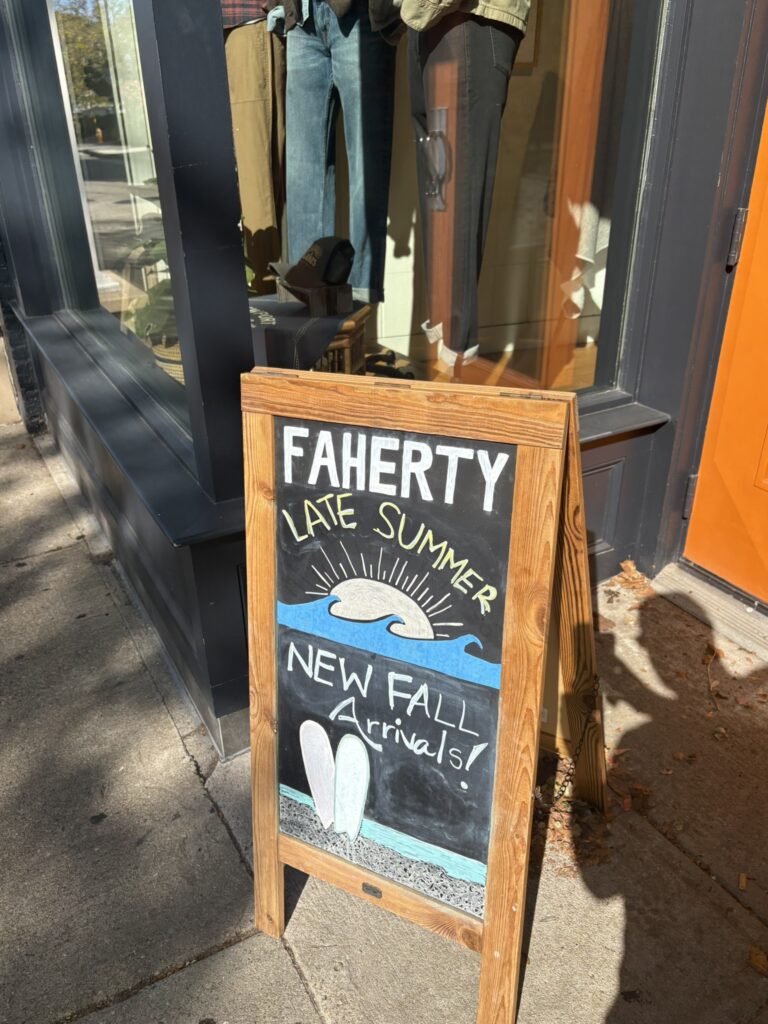 FAHERTY
LATE SUMMER
NEW FALL
Arrivals!